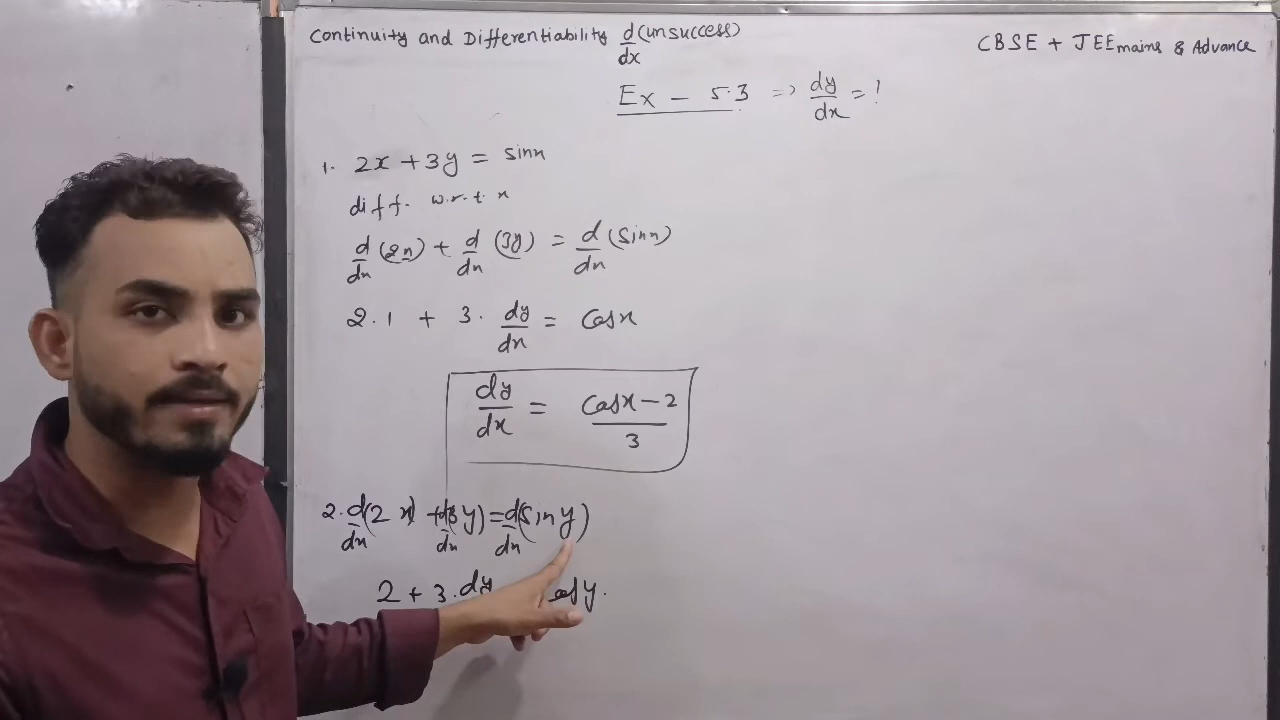 Continuity and Differentiability d/dx (unsuccess)
CBSE + JEE mains & Advance
Ex - 5.3 => dy/dx = !
1. 2x + 3y = sinx
diff. w.r.t. x
d/dx (2x) + d/dx (3y) = d/dx (sinx)
2.1 + 3. dy/dx = cosx
dy/dx = cosx - 2/3
2. d/dx (2x) + d/dx (3y) = d/dx (sin y)
2 + 3. dy cosy.